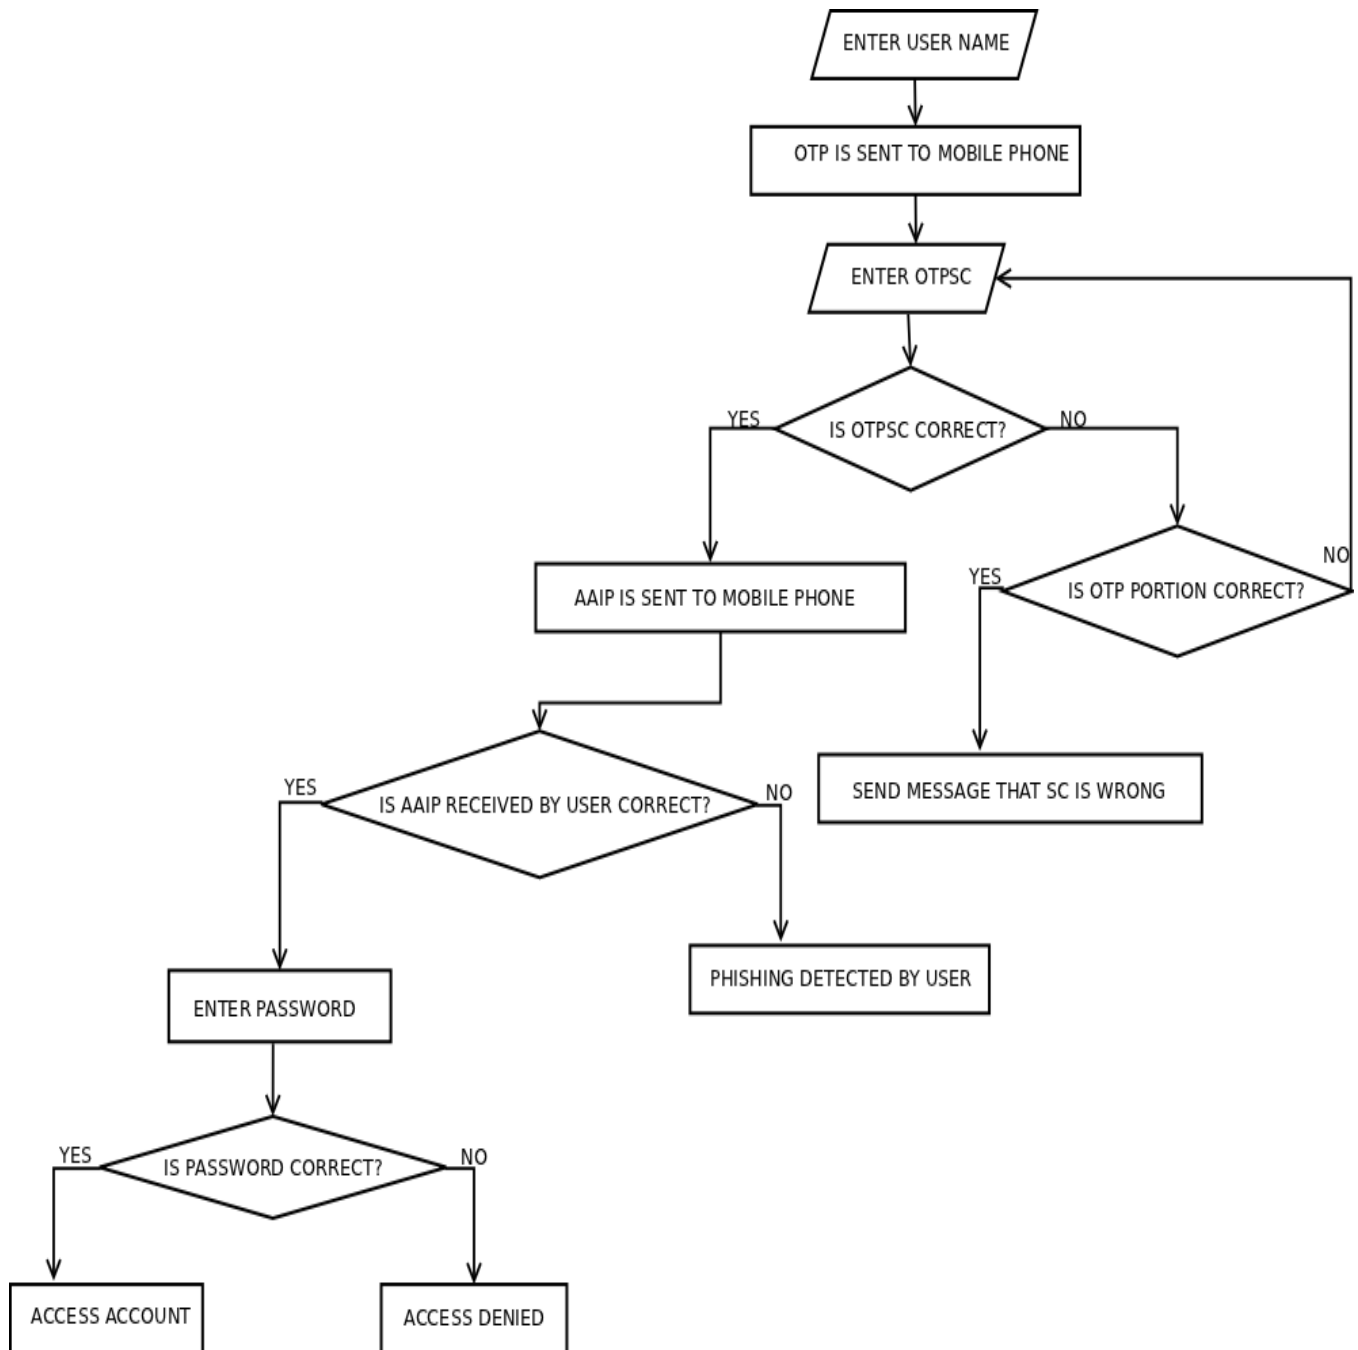 ENTER USER NAME
OTP IS SENT TO MOBILE PHONE
ENTER OTPSC
IS OTPSC CORRECT?
YES
NO
AAIP IS SENT TO MOBILE PHONE
IS OTP PORTION CORRECT?
YES
NO
SEND MESSAGE THAT SC IS WRONG
IS AAIP RECEIVED BY USER CORRECT?
YES
NO
PHISHING DETECTED BY USER
ENTER PASSWORD
IS PASSWORD CORRECT?
YES
NO
ACCESS ACCOUNT
ACCESS DENIED